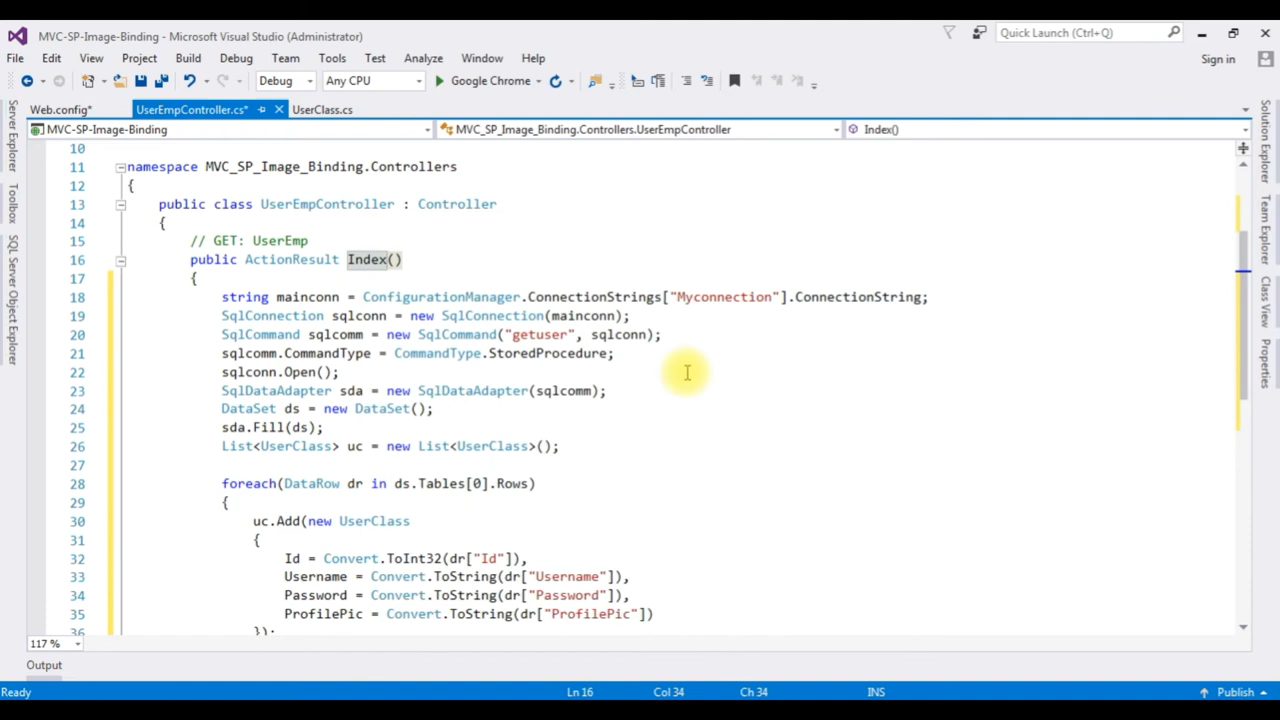 MVC-SP-Image-Binding - Microsoft Visual Studio (Administrator)
Quick Launch (Ctrl+Q)
File Edit View Project Build Debug Team Tools Test Analyze Window Help
Sign in
Debug Any CPU Google Chrome
Web.config* UserEmpController.cs* UserClass.cs
MVC-SP-Image-Binding MVC_SP_Image_Binding.Controllers.UserEmpController Index()
Server Explorer
Toolbox
SQL Server Object Explorer
10
11 namespace MVC_SP_Image_Binding.Controllers
12 {
13 public class UserEmpController : Controller
14 {
15 // GET: UserEmp
16 public ActionResult Index()
17 {
18 string mainconn = ConfigurationManager.ConnectionStrings["Myconnection"].ConnectionString;
19 SqlConnection sqlconn = new SqlConnection(mainconn);
20 SqlCommand sqlcomm = new SqlCommand("getuser", sqlconn);
21 sqlcomm.CommandType = CommandType.StoredProcedure;
22 sqlconn.Open();
23 SqlDataAdapter sda = new SqlDataAdapter(sqlcomm);
24 DataSet ds = new DataSet();
25 sda.Fill(ds);
26 List<UserClass> uc = new List<UserClass>();
27
28 foreach(DataRow dr in ds.Tables[0].Rows)
29 {
30 uc.Add(new UserClass
31 {
32 Id = Convert.ToInt32(dr["Id"]),
33 Username = Convert.ToString(dr["Username"]),
34 Password = Convert.ToString(dr["Password"]),
35 ProfilePic = Convert.ToString(dr["ProfilePic"])
36 });
Solution Explorer
Team Explorer
Class View
Properties
117 %
Output
Ready Ln 16 Col 34 Ch 34 INS Publish